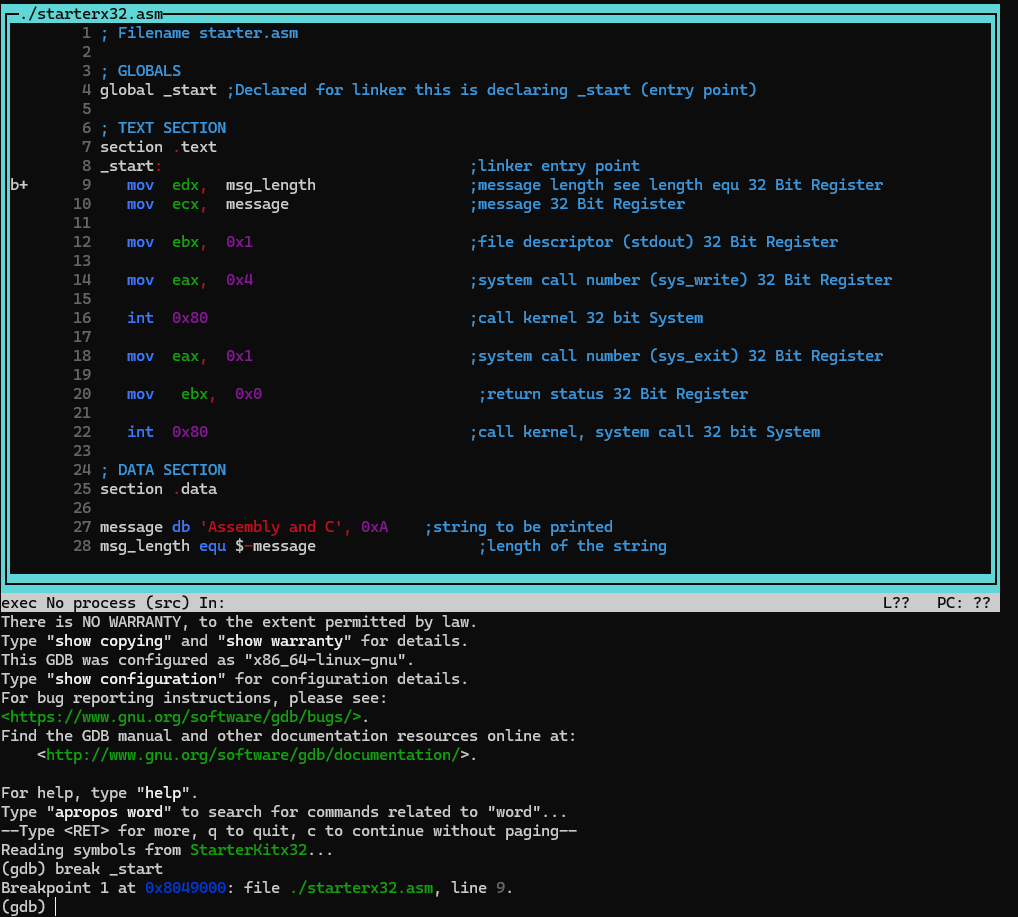 ./starterx32.asm
1 ; Filename starter.asm
2
3 ; GLOBALS
4 global _start ;Declared for linker this is declaring _start (entry point)
5
6 ; TEXT SECTION
7 section .text
8 _start: ;linker entry point
b+ 9 mov edx, msg_length ;message length see length equ 32 Bit Register
10 mov ecx, message ;message 32 Bit Register
11
12 mov ebx, 0x1 ;file descriptor (stdout) 32 Bit Register
13
14 mov eax, 0x4 ;system call number (sys_write) 32 Bit Register
15
16 int 0x80 ;call kernel 32 bit System
17
18 mov eax, 0x1 ;system call number (sys_exit) 32 Bit Register
19
20 mov ebx, 0x0 ;return status 32 Bit Register
21
22 int 0x80 ;call kernel, system call 32 bit System
23
24 ; DATA SECTION
25 section .data
26
27 message db 'Assembly and C', 0xA ;string to be printed
28 msg_length equ $-message ;length of the string
exec No process (src) In: L?? PC: ??
There is NO WARRANTY, to the extent permitted by law.
Type "show copying" and "show warranty" for details.
This GDB was configured as "x86_64-linux-gnu".
Type "show configuration" for configuration details.
For bug reporting instructions, please see:
<https://www.gnu.org/software/gdb/bugs/>.
Find the GDB manual and other documentation resources online at:
<http://www.gnu.org/software/gdb/documentation/>.
For help, type "help".
Type "apropos word" to search for commands related to "word"...
--Type <RET> for more, q to quit, c to continue without paging--
Reading symbols from StarterKitx32...
(gdb) break _start
Breakpoint 1 at 0x8049000: file ./starterx32.asm, line 9.
(gdb)